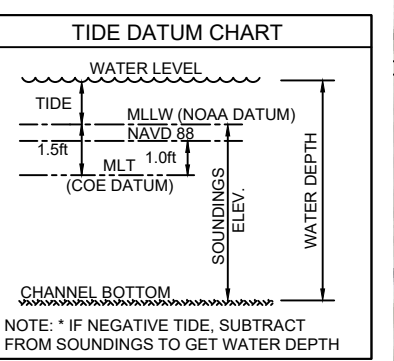 TIDE DATUM CHART
WATER LEVEL
TIDE
MLLW (NOAA DATUM)
NAVD 88
1.5ft
1.0ft
MLT
(COE DATUM)
SOUNDINGS
ELEV.
WATER DEPTH
CHANNEL BOTTOM
NOTE: * IF NEGATIVE TIDE, SUBTRACT
FROM SOUNDINGS TO GET WATER DEPTH